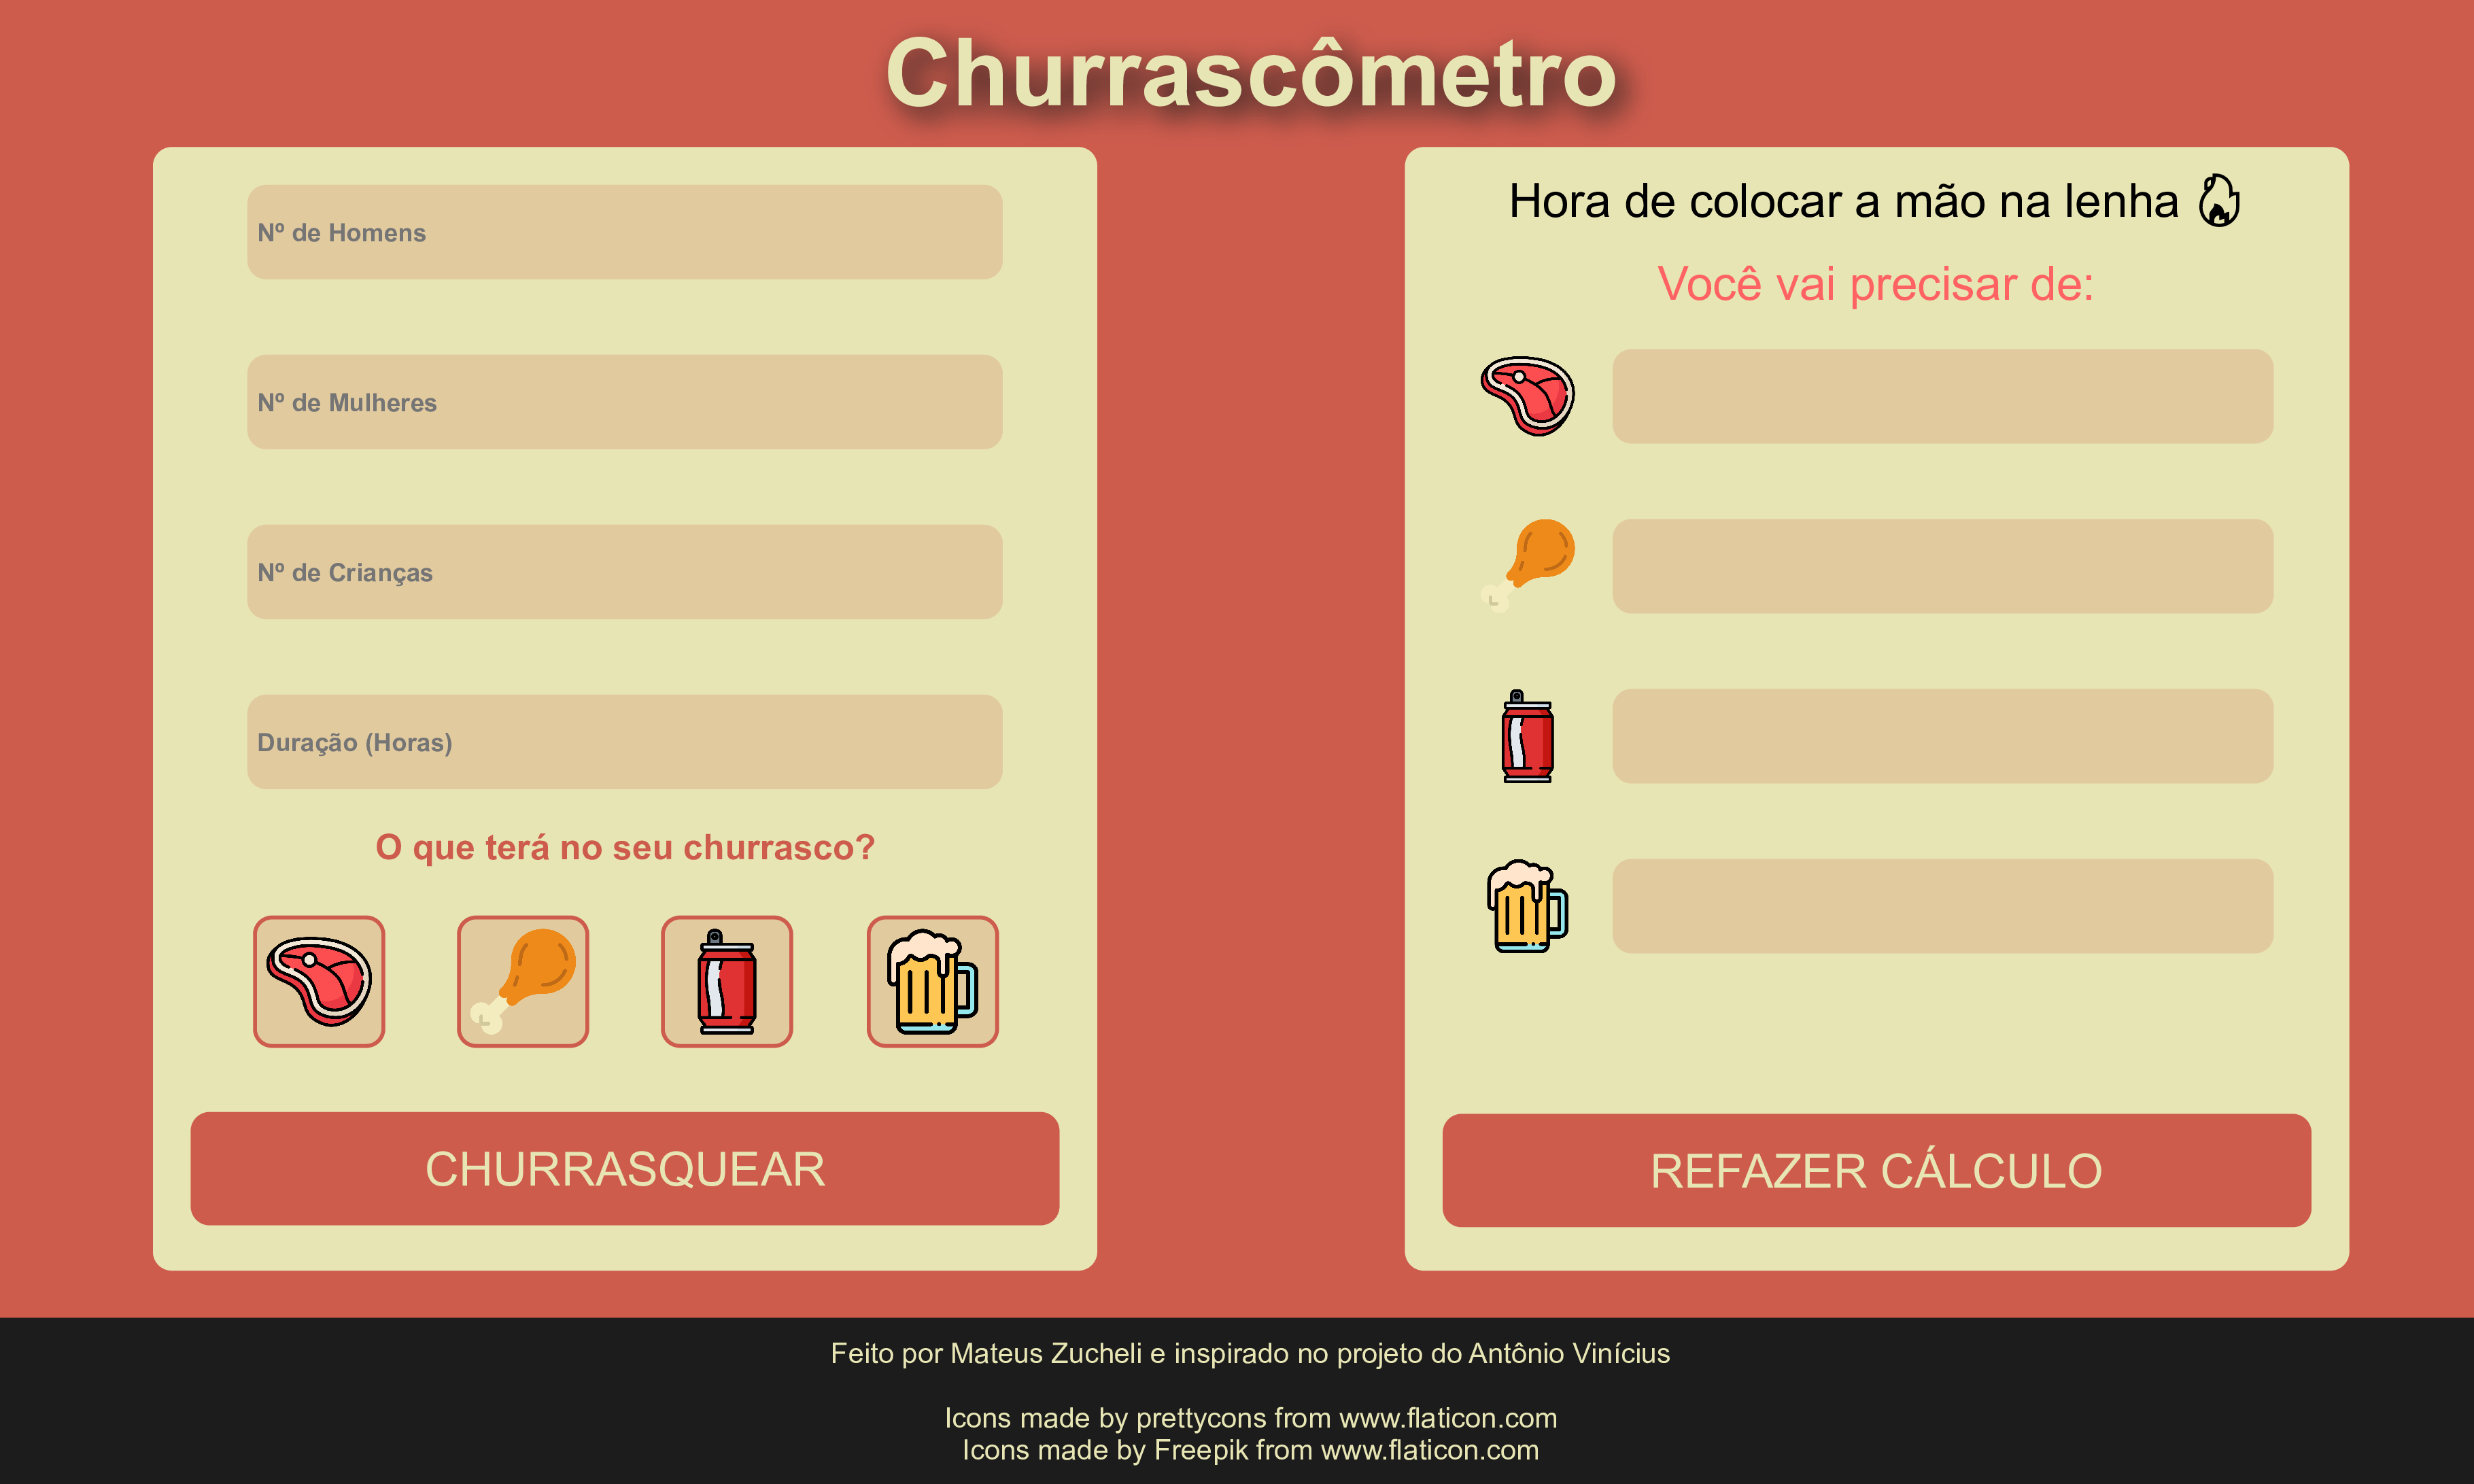 Churrascômetro
Nº de Homens
Nº de Mulheres
Nº de Crianças
Duração (Horas)
O que terá no seu churrasco?
CHURRASQUEAR
Hora de colocar a mão na lenha
Você vai precisar de:
REFAZER CÁLCULO
Feito por Mateus Zucheli e inspirado no projeto do Antônio Vinícius
Icons made by prettycons from www.flaticon.com
Icons made by Freepik from www.flaticon.com